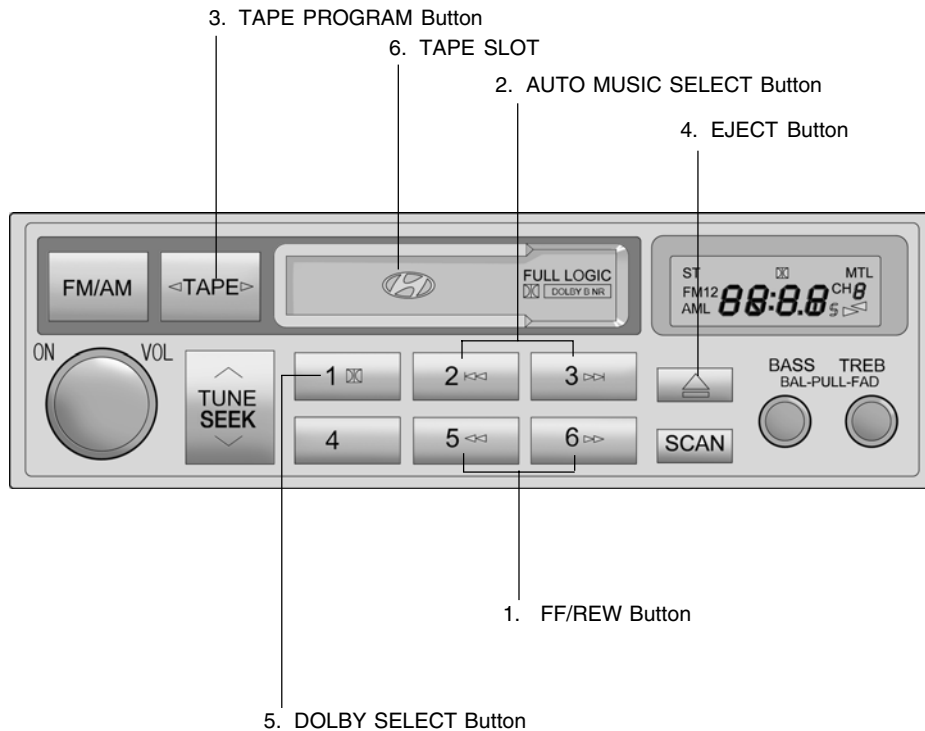 3. TAPE PROGRAM Button
6. TAPE SLOT
2. AUTO MUSIC SELECT Button
4. EJECT Button
FM/AM
TAPE
FULL LOGIC
DOLBY B NR
ST
MTL
FM12
AML
88:8.8
CH8
S
ON
VOL
TUNE
SEEK
1
2
3
BASS TREB
BAL-PULL-FAD
4
5
6
SCAN
1. FF/REW Button
5. DOLBY SELECT Button